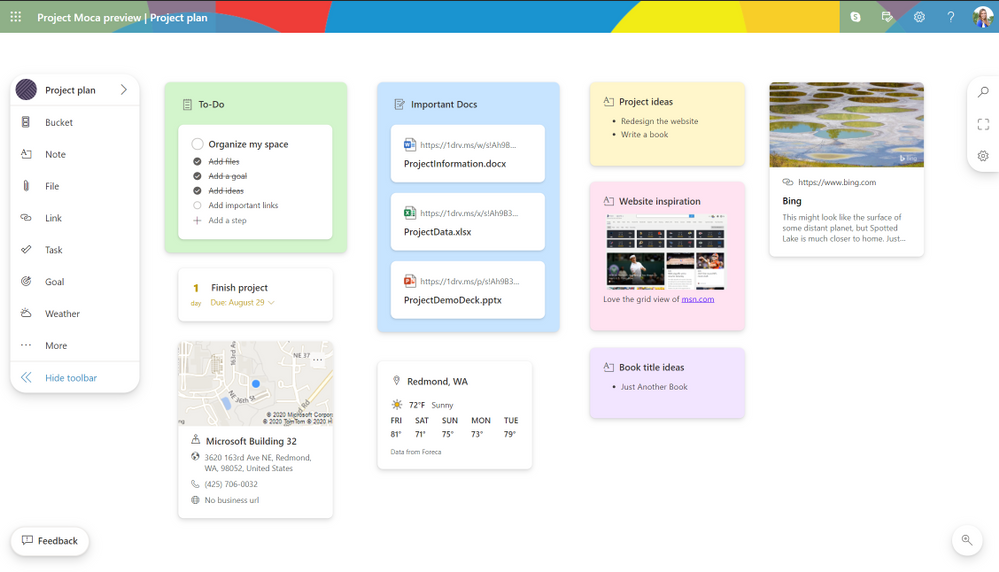 Project Moca preview | Project plan
Project plan
Bucket
Note
File
Link
Task
Goal
Weather
More
Hide toolbar
Feedback
To-Do
Organize my space
Add files
Add a goal
Add ideas
Add important links
Add a step
1
day
Finish project
Due: August 29
163rd Ave
NE 37
NE 36th St
© 2020 Microsoft Corpor
© 2020 TomTom © 2020 H
Microsoft Building 32
3620 163rd Ave NE, Redmond,
WA, 98052, United States
(425) 706-0032
No business url
Important Docs
https://1drv.ms/w/s!Ah9B3...
ProjectInformation.docx
https://1drv.ms/x/s!Ah9B3...
ProjectData.xlsx
https://1drv.ms/p/s!Ah9B3...
ProjectDemoDeck.pptx
Redmond, WA
72°F Sunny
FRI SAT SUN MON TUE
81° 71° 75° 73° 79°
Data from Foreca
Project ideas
• Redesign the website
• Write a book
Website inspiration
Love the grid view of msn.com
Book title ideas
• Just Another Book
bing
https://www.bing.com
Bing
This might look like the surface of
some distant planet, but Spotted
Lake is much closer to home. Just...